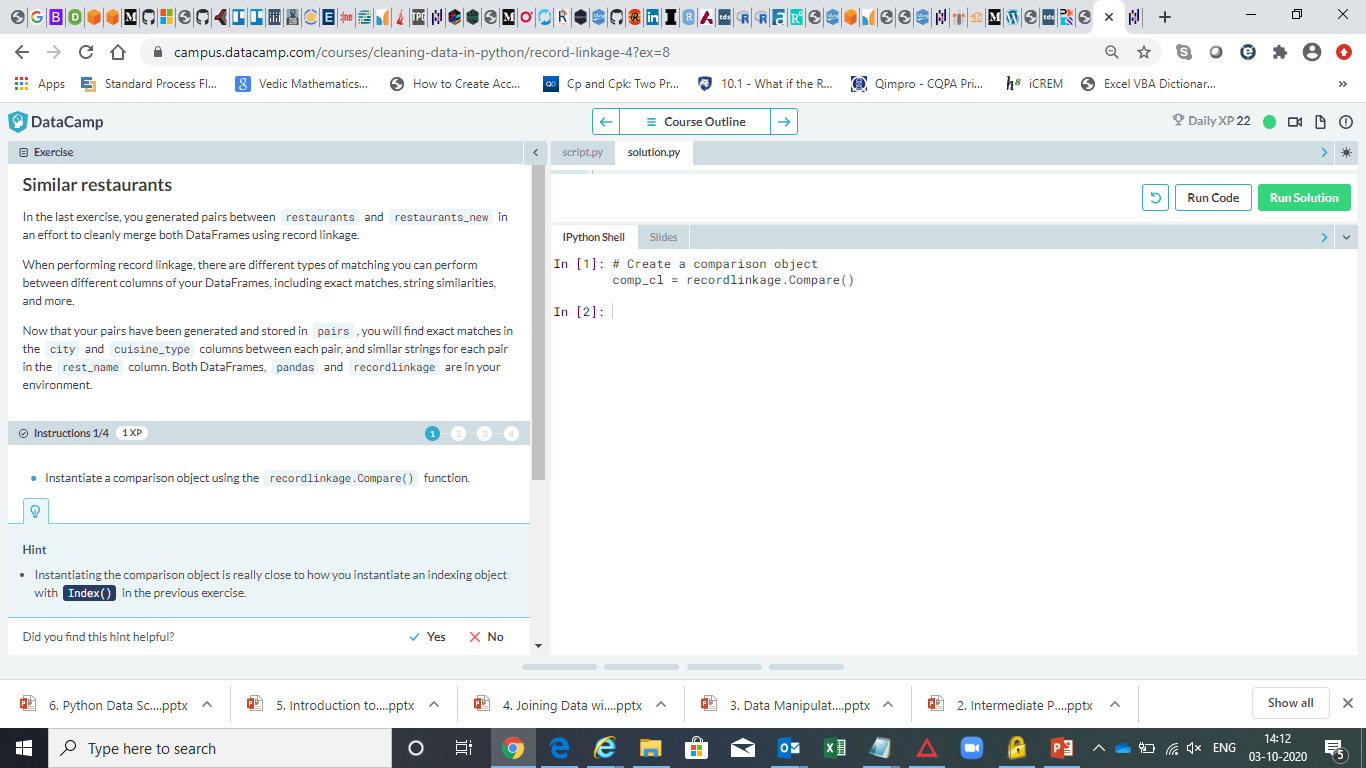 campus.datacamp.com/courses/cleaning-data-in-python/record-linkage-4?ex=8
Apps Standard Process Fl... Vedic Mathematics... How to Create Acc... Cp and Cpk: Two Pr... 10.1 - What if the R... Qimpro - CQPA Pri... iCREM Excel VBA Dictionar... »
DataCamp Course Outline Daily XP 22
Exercise script.py solution.py
Similar restaurants
In the last exercise, you generated pairs between restaurants and restaurants_new in
an effort to cleanly merge both DataFrames using record linkage.
Run Code Run Solution
When performing record linkage, there are different types of matching you can perform
between different columns of your DataFrames, including exact matches, string similarities,
and more.
Now that your pairs have been generated and stored in pairs , you will find exact matches in
the city and cuisine_type columns between each pair, and similar strings for each pair
in the rest_name column. Both DataFrames, pandas and recordlinkage are in your
environment.
Instructions 1/4 1 XP 1 2 3 4
Instantiate a comparison object using the recordlinkage.Compare() function.
Hint
Instantiating the comparison object is really close to how you instantiate an indexing object
with Index() in the previous exercise.
Did you find this hint helpful? Yes No
IPython Shell Slides
In [1]: # Create a comparison object
comp_cl = recordlinkage.Compare()
In [2]:
6. Python Data Sc....pptx 5. Introduction to....pptx 4. Joining Data wi....pptx 3. Data Manipulat....pptx 2. Intermediate P....pptx Show all
Type here to search ENG 14:12
03-10-2020 5